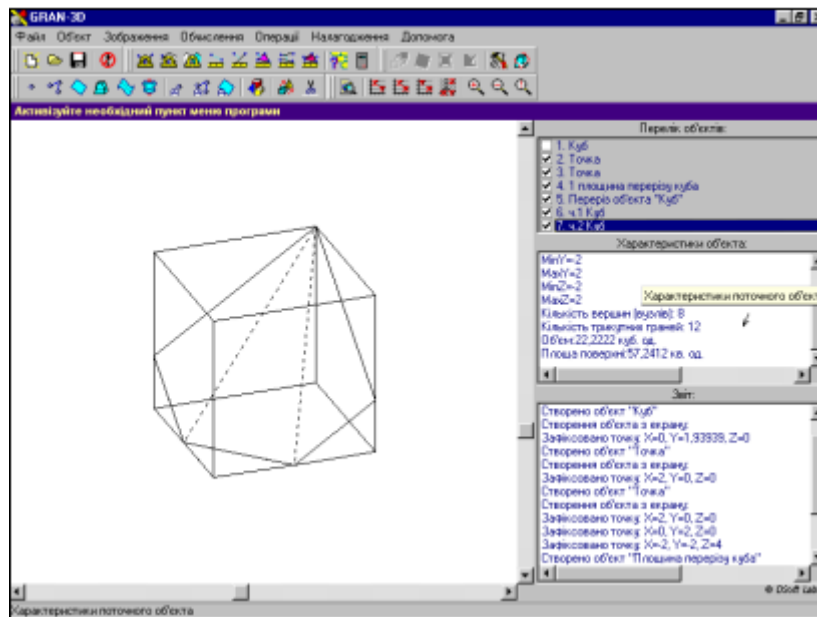 GRAN-3D
Файл Об'єкт Зображення Обчислення Операції Налагодження Допомога
Активізуйте необхідний пункт меню програми
Перелік об'єктів:
1. Куб
2. Точка
3. Точка
4. 1 площина перерізу куба
5. Переріз об'єкта "Куб"
6. ч.1 Куб
7. ч.2 Куб
Характеристики об'єкта:
MinY=-2
MaxY=2
MinZ=-2
MaxZ=2
Характеристики поточного об'єкт
Кількість вершин (вузлів): 8
Кількість трикутних граней: 12
Об'єм:22,2222 куб. од.
Площа поверхні:57,2412 кв. од.
Звіт:
Створено об'єкт "Куб"
Створення об'єкта з екрану:
Зафіксовано точку: X=0, Y=1,93939, Z=0
Створено об'єкт "Точка"
Створення об'єкта з екрану:
Зафіксовано точку: X=2, Y=0, Z=0
Створено об'єкт "Точка"
Створення об'єкта з екрану:
Зафіксовано точку: X=2, Y=0, Z=0
Зафіксовано точку: X=0, Y=2, Z=0
Зафіксовано точку: X=-2, Y=-2, Z=4
Створено об'єкт "Площина перерізу куба"
© DSoft Lab
Характеристики поточного об'єкта